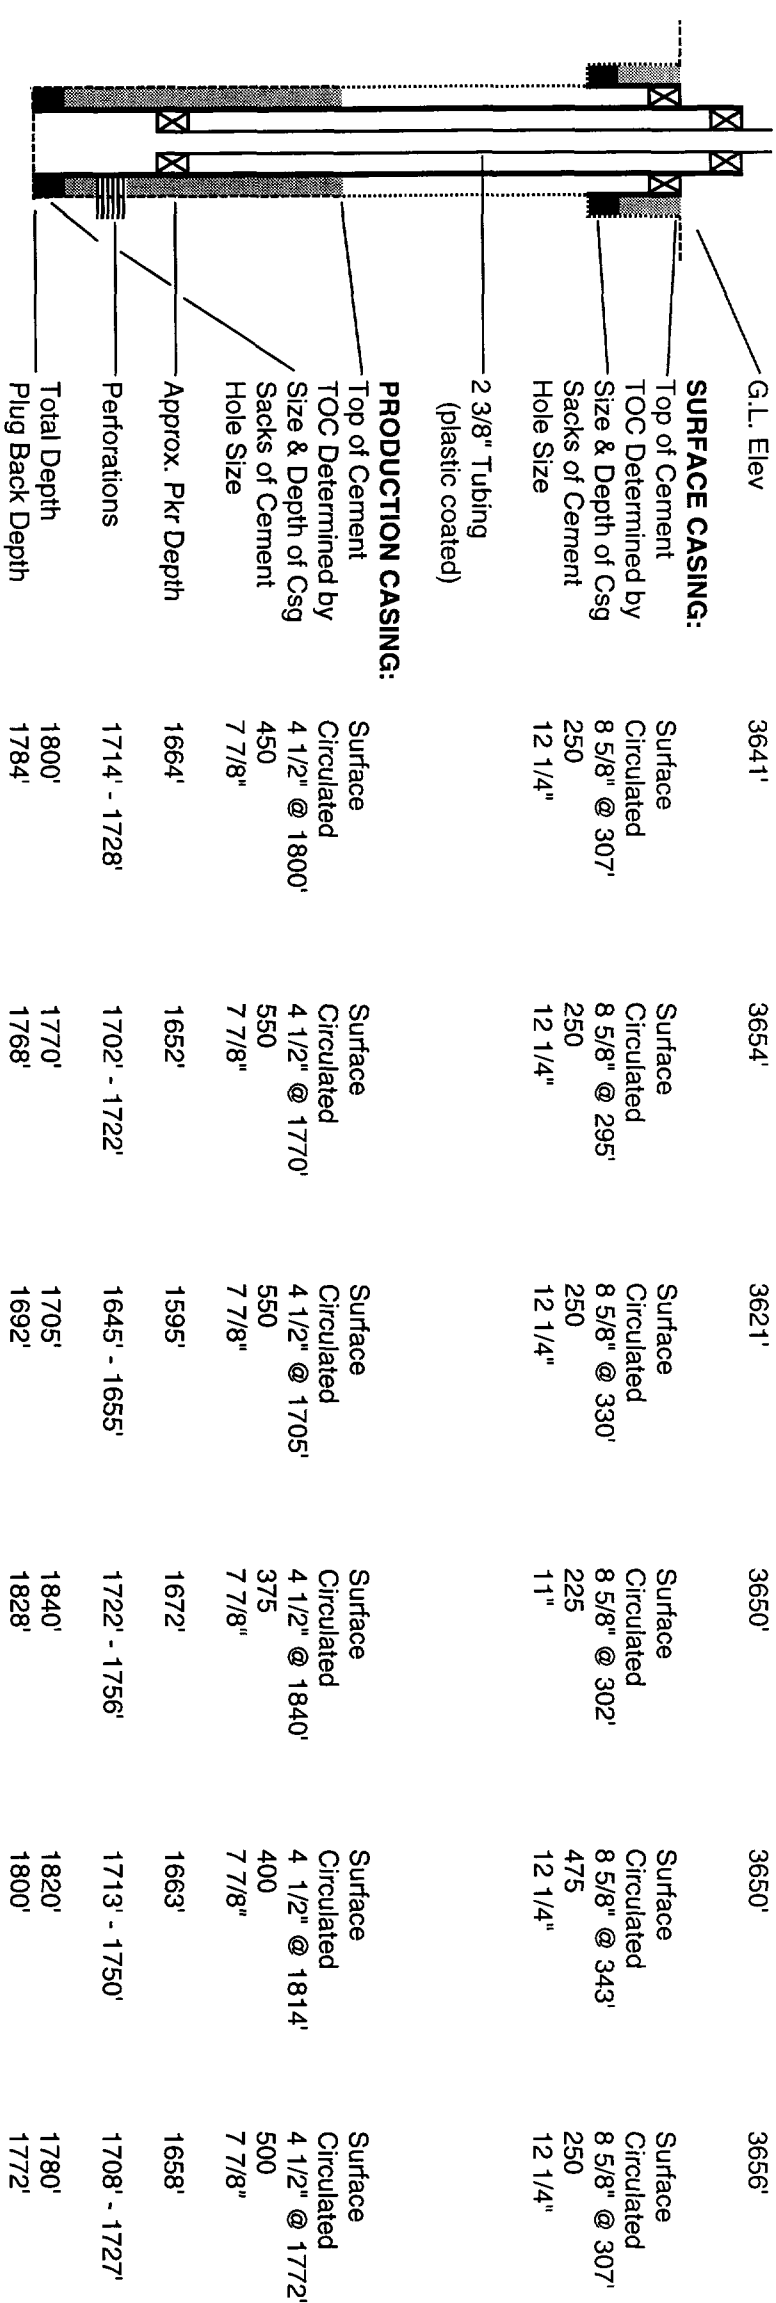 G.L. Elev 3641' 3654' 3621' 3650' 3650' 3656'
SURFACE CASING:
Top of Cement Surface Surface Surface Surface Surface Surface
TOC Determined by Circulated Circulated Circulated Circulated Circulated Circulated
Size & Depth of Csg 8 5/8" @ 307' 8 5/8" @ 295' 8 5/8" @ 330' 8 5/8" @ 302' 8 5/8" @ 343' 8 5/8" @ 307'
Sacks of Cement 250 250 250 225 475 250
Hole Size 12 1/4" 12 1/4" 12 1/4" 11" 12 1/4" 12 1/4"
2 3/8" Tubing
(plastic coated)
PRODUCTION CASING:
Top of Cement Surface Surface Surface Surface Surface Surface
TOC Determined by Circulated Circulated Circulated Circulated Circulated Circulated
Size & Depth of Csg 4 1/2" @ 1800' 4 1/2" @ 1770' 4 1/2" @ 1705' 4 1/2" @ 1840' 4 1/2" @ 1814' 4 1/2" @ 1772'
Sacks of Cement 450 550 550 375 400 500
Hole Size 7 7/8" 7 7/8" 7 7/8" 7 7/8" 7 7/8" 7 7/8"
Approx. Pkr Depth 1664' 1652' 1595' 1672' 1663' 1658'
Perforations 1714' - 1728' 1702' - 1722' 1645' - 1655' 1722' - 1756' 1713' - 1750' 1708' - 1727'
Total Depth 1800' 1770' 1705' 1840' 1820' 1780'
Plug Back Depth 1784' 1768' 1692' 1828' 1800' 1772'